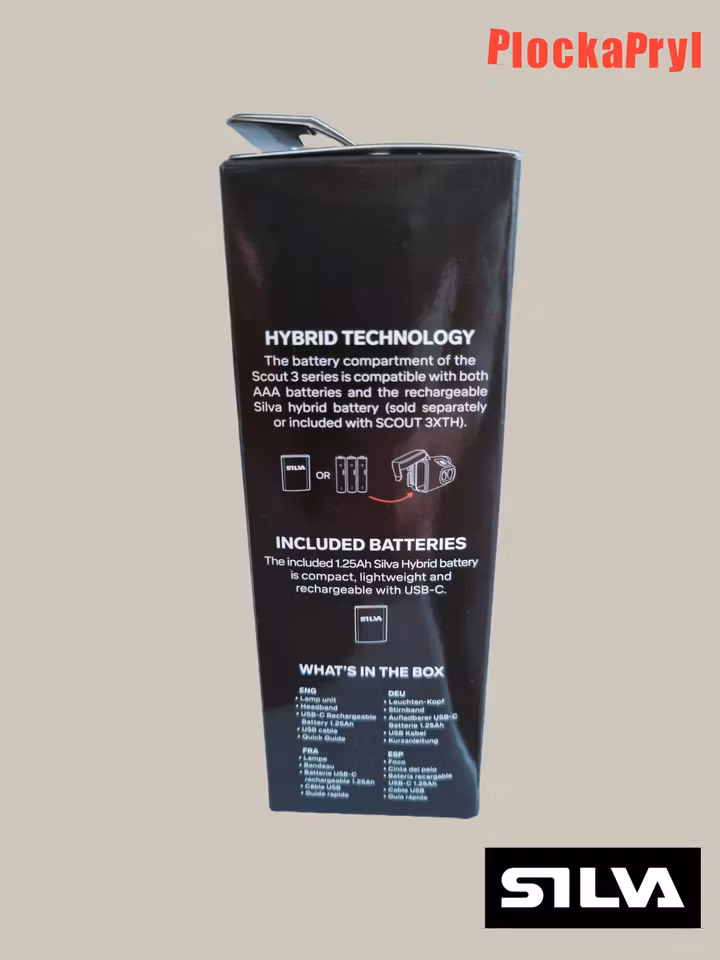 PlockaPryl
HYBRID TECHNOLOGY
The battery compartment of the
Scout 3 series is compatible with both
AAA batteries and the rechargeable
Silva hybrid battery (sold separately
or included with SCOUT 3XTH).
SILVA
OR
INCLUDED BATTERIES
The included 1.25Ah Silva Hybrid battery
is compact, lightweight and
rechargeable with USB-C.
SILVA
WHAT'S IN THE BOX
ENG
• Lamp unit
• Headband
• USB-C Rechargeable
Battery 1.25Ah
• USB cable
• Quick Guide
DEU
• Leuchten-Kopf
• Stirnband
• Aufladbarer USB-C
Batterie 1.25Ah
• USB Kabel
• Kurzanleitung
FRA
• Lampe
• Bandeau
• Batterie USB-C
rechargeable 1.25Ah
• Câble USB
• Guide rapide
ESP
• Foco
• Cinta del pelo
• Batería recargable
USB-C 1.25Ah
• Cable USB
• Guía rápida
SILVA